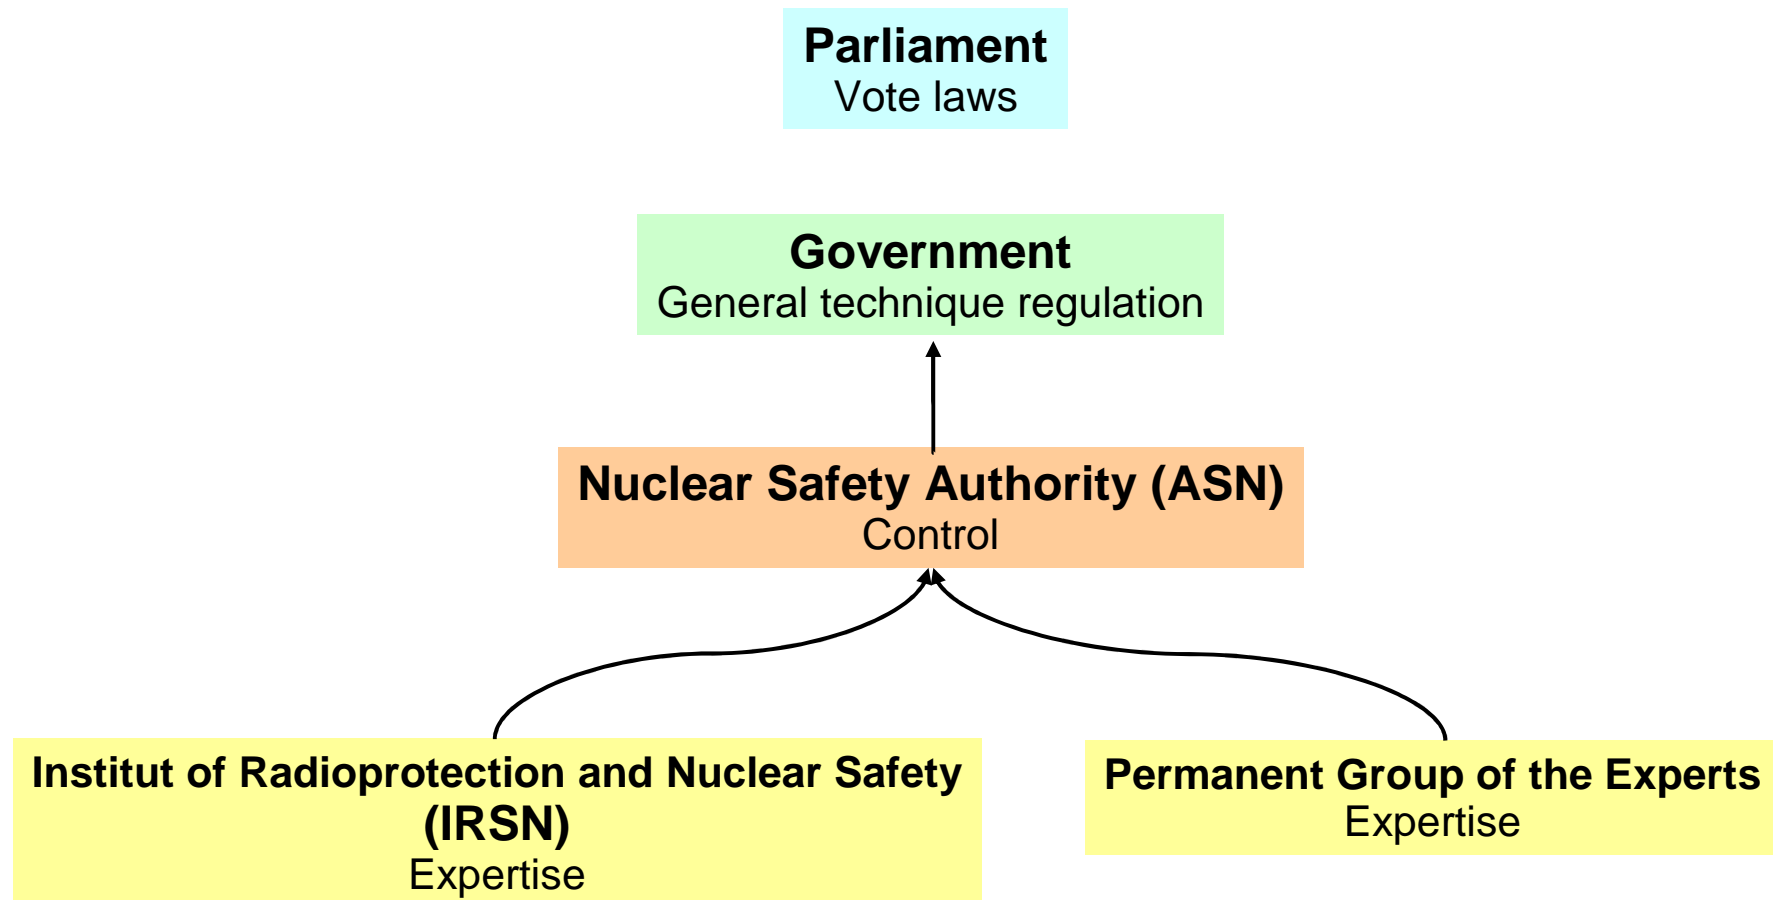 Parliament
Vote laws
Government
General technique regulation
Nuclear Safety Authority (ASN)
Control
Institut of Radioprotection and Nuclear Safety
(IRSN)
Expertise
Permanent Group of the Experts
Expertise